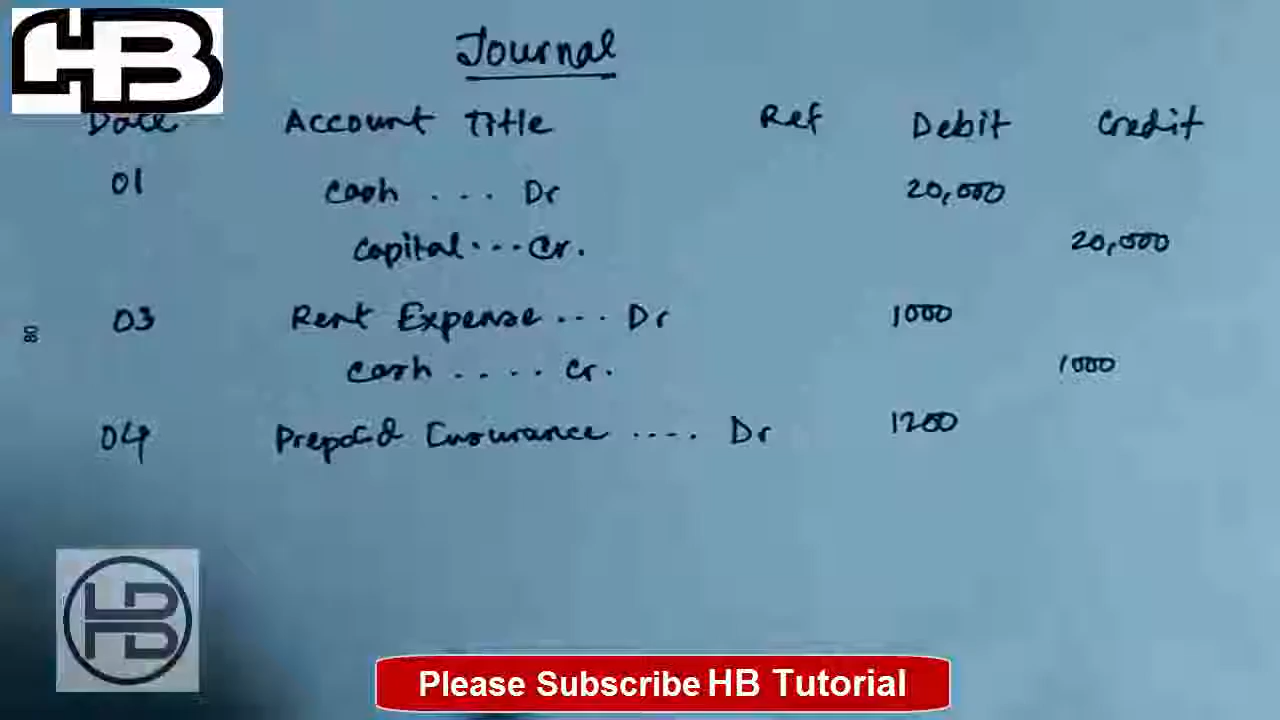 HB
Journal
Date Account Title Ref Debit Credit
01 Cash ... Dr 20,000
Capital ... Cr. 20,000
03 Rent Expense ... Dr 1000
Cash .... Cr. 1000
04 Prepaid Insurance .... Dr 1200
HB
Please Subscribe HB Tutorial